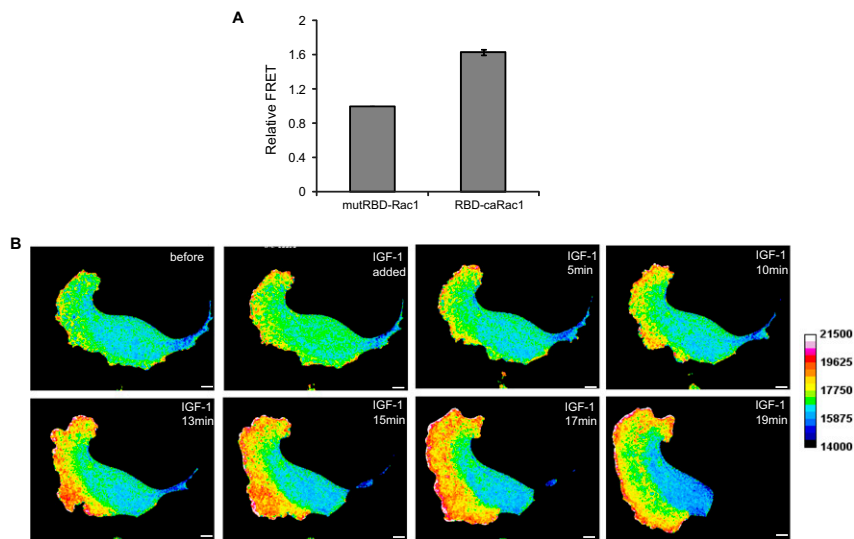 A
2
1.6
1.2
0.8
0.4
0
Relative FRET
mutRBD-Rac1
RBD-caRac1
B
before
IGF-1
added
IGF-1
5min
IGF-1
10min
IGF-1
13min
IGF-1
15min
IGF-1
17min
IGF-1
19min
21500
19625
17750
15875
14000